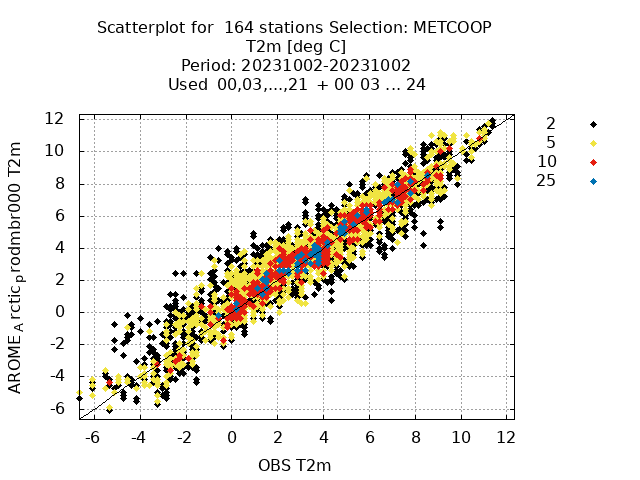 Scatterplot for  164 stations Selection: METCOOP
T2m [deg C]
Period: 20231002-20231002
Used  00,03,...,21  + 00 03 ... 24
2
5
10
25
12
10
8
6
4
2
0
-2
-4
-6
AROME_Arctic_prodmbr000 T2m
-6 -4 -2 0 2 4 6 8 10 12
OBS T2m